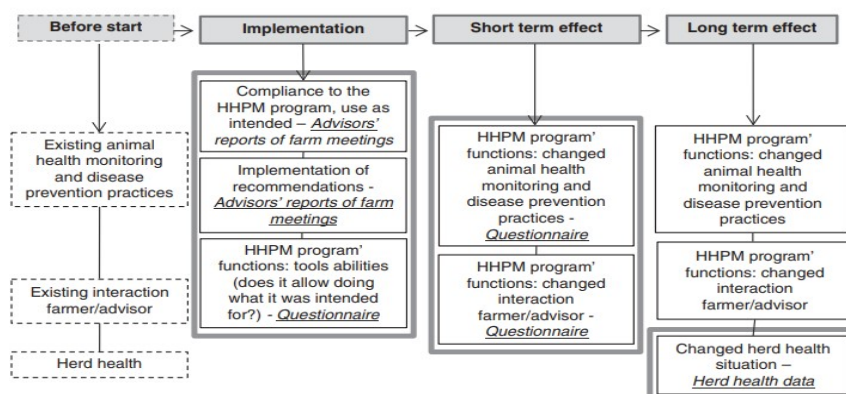 Before start
Implementation
Short term effect
Long term effect
Existing animal
health monitoring
and disease
prevention practices
Existing interaction
farmer/advisor
Herd health
Compliance to the
HHPM program, use as
intended – Advisors’
reports of farm meetings
Implementation of
recommendations -
Advisors’ reports of farm
meetings
HHPM program’
functions: tools abilities
(does it allow doing
what it was intended
for?) - Questionnaire
HHPM program’
functions: changed
animal health
monitoring and
disease prevention
practices -
Questionnaire
HHPM program’
functions: changed
interaction
farmer/advisor -
Questionnaire
HHPM program’
functions: changed
animal health
monitoring and
disease prevention
practices
HHPM program’
functions: changed
interaction
farmer/advisor
Changed herd health
situation –
Herd health data